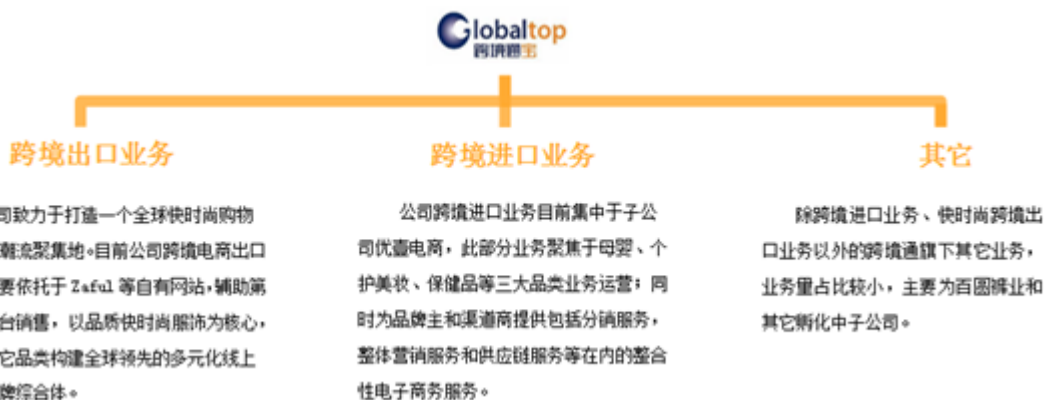 Globaltop
跨境通宝
跨境出口业务
跨境进口业务
其它
司致力于打造一个全球快时尚购物
潮流聚集地。目前公司跨境电商出口
要依托于 Zaful 等自有网站,辅助第
台销售，以品质快时尚服饰为核心，
它品类构建全球领先的多元化线上
牌综合体。
公司跨境进口业务目前集中于子公
司优壹电商，此部分业务聚焦于母婴、个
护美妆、保健品等三大品类业务运营；同
时为品牌主和渠道商提供包括分销服务，
整体营销服务和供应链服务等在内的整合
性电子商务服务。
除跨境进口业务、快时尚跨境出
口业务以外的跨境通旗下其它业务，
业务量占比较小，主要为百圆裤业和
其它孵化中子公司。